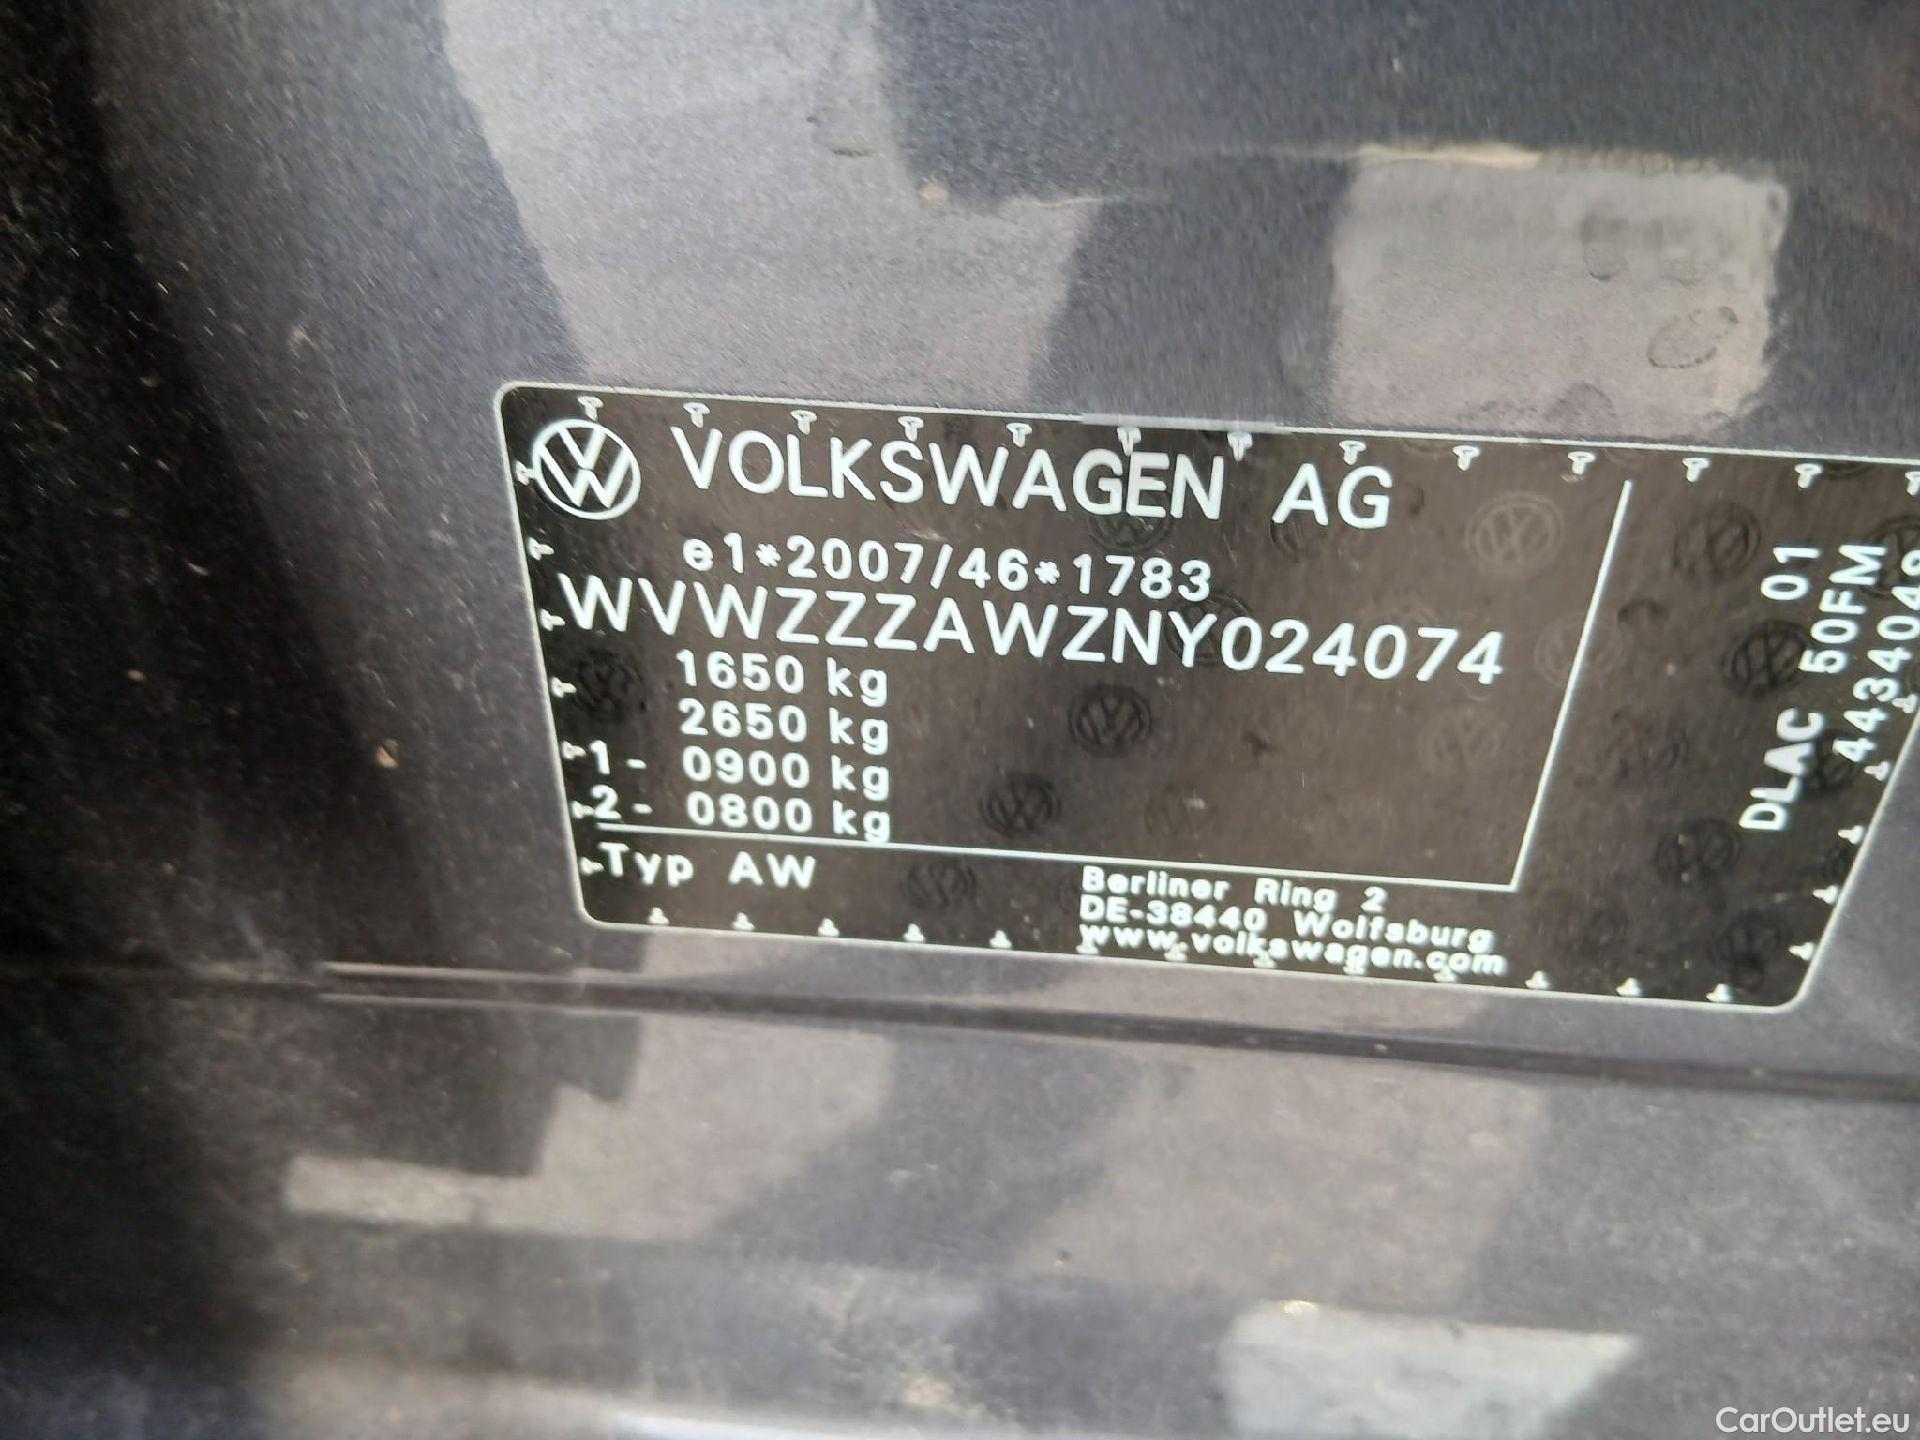 VOLKSWAGEN AG
e1*2007/46*1783
WVWZZZAWZNY024074
1650 kg
2650 kg
1- 0900 kg
2- 0800 kg
Typ AW
Berliner Ring 2
DE-38440 Wolfsburg
www.volkswagen.com
01
DLAC 50FM
CarOutlet.eu